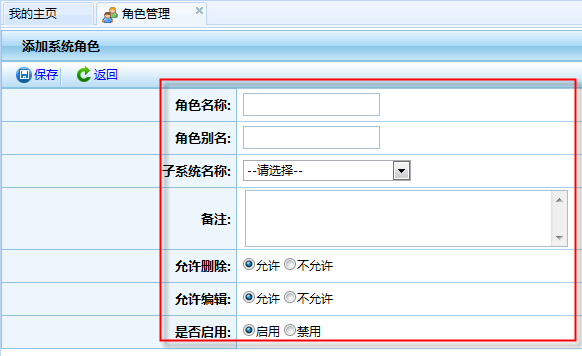 我的主页 角色管理
添加系统角色
保存 返回
角色名称:
角色别名:
子系统名称: --请选择--
备注:
允许删除: 允许 不允许
允许编辑: 允许 不允许
是否启用: 启用 禁用